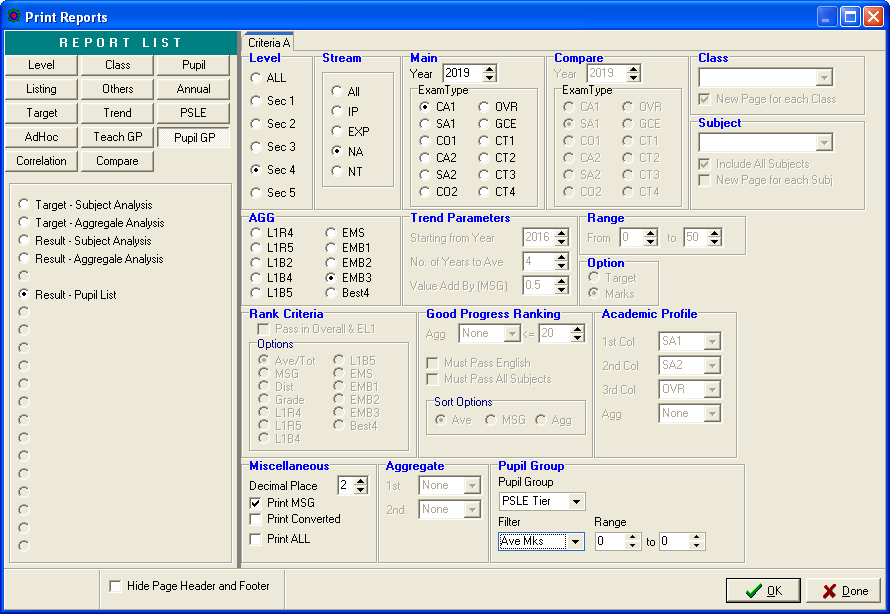 Print Reports
REPORT LIST
Level Class Pupil
Listing Others Annual
Target Trend PSLE
AdHoc Teach GP Pupil GP
Correlation Compare
Target - Subject Analysis
Target - Aggregale Analysis
Result - Subject Analysis
Result - Aggregale Analysis
Result - Pupil List
Criteria A
Level
ALL
Sec 1
Sec 2
Sec 3
Sec 4
Sec 5
Stream
All
IP
EXP
NA
NT
Main
Year 2019
ExamType
CA1 OVR
SA1 GCE
CO1 CT1
CA2 CT2
SA2 CT3
CO2 CT4
Compare
Year 2019
ExamType
CA1 OVR
SA1 GCE
CO1 CT1
CA2 CT2
SA2 CT3
CO2 CT4
Class
New Page for each Class
Subject
Include All Subjects
New Page for each Subj
AGG
L1R4 EMS
L1R5 EMB1
L1B2 EMB2
L1B4 EMB3
L1B5 Best4
Trend Parameters
Starting from Year 2016
No. of Years to Ave 4
Value Add By (MSG) 0.5
Range
From 0 to 50
Option
Target
Marks
Rank Criteria
Pass in Overall & EL1
Options
Ave/Tot L1B5
MSG EMS
Dist EMB1
Grade EMB2
L1R4 EMB3
L1R5 Best4
L1B4
Good Progress Ranking
Agg None <= 20
Must Pass English
Must Pass All Subjects
Sort Options
Ave MSG Agg
Academic Profile
1st Col SA1
2nd Col SA2
3rd Col OVR
Agg None
Miscellaneous
Decimal Place 2
Print MSG
Print Converted
Print ALL
Aggregate
1st None
2nd None
Pupil Group
Pupil Group
PSLE Tier
Filter Range
Ave Mks 0 to 0
Hide Page Header and Footer
OK Done